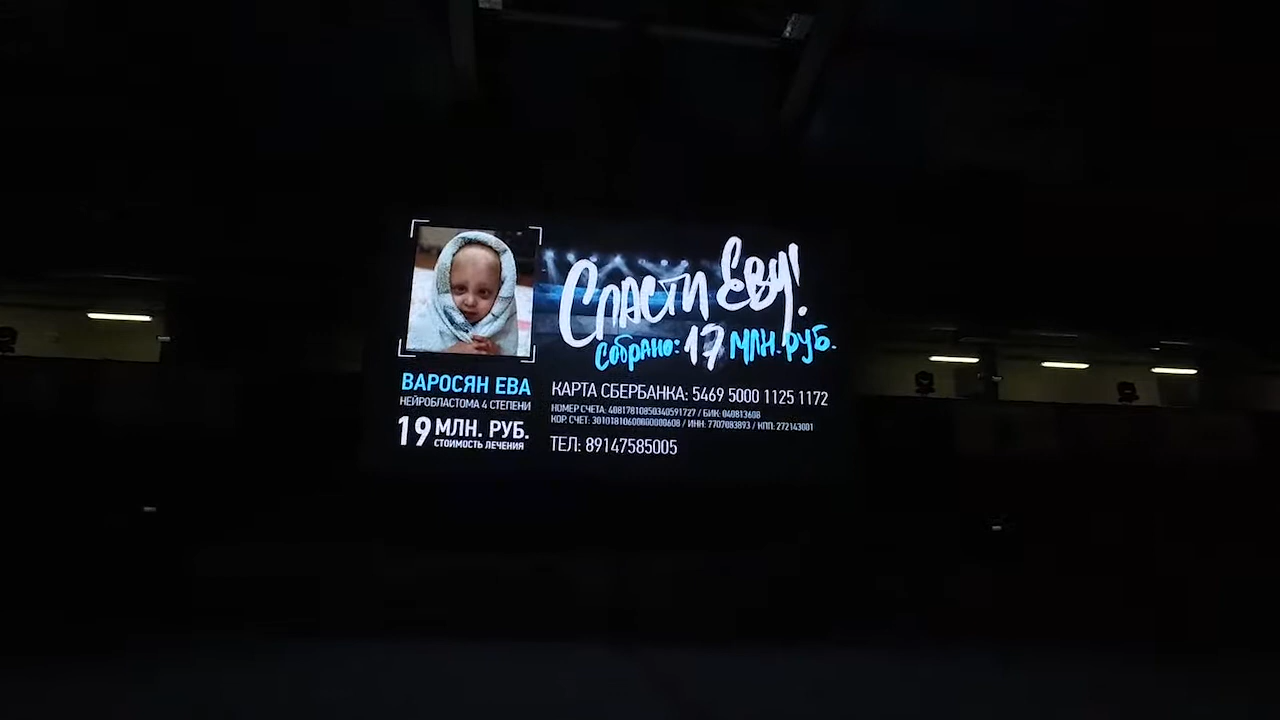 Спасти Еву!
собрано: 17 млн. руб.
ВАРОСЯН ЕВА
НЕЙРОБЛАСТОМА 4 СТЕПЕНИ
19 МЛН. РУБ.
СТОИМОСТЬ ЛЕЧЕНИЯ
КАРТА СБЕРБАНКА: 5469 5000 1125 1172
НОМЕР СЧЕТА: 40817810850340591727 / БИК: 040813608
КОР. СЧЕТ: 30101810600000000608 / ИНН: 7707083893 / КПП: 272143001
ТЕЛ: 89147585005